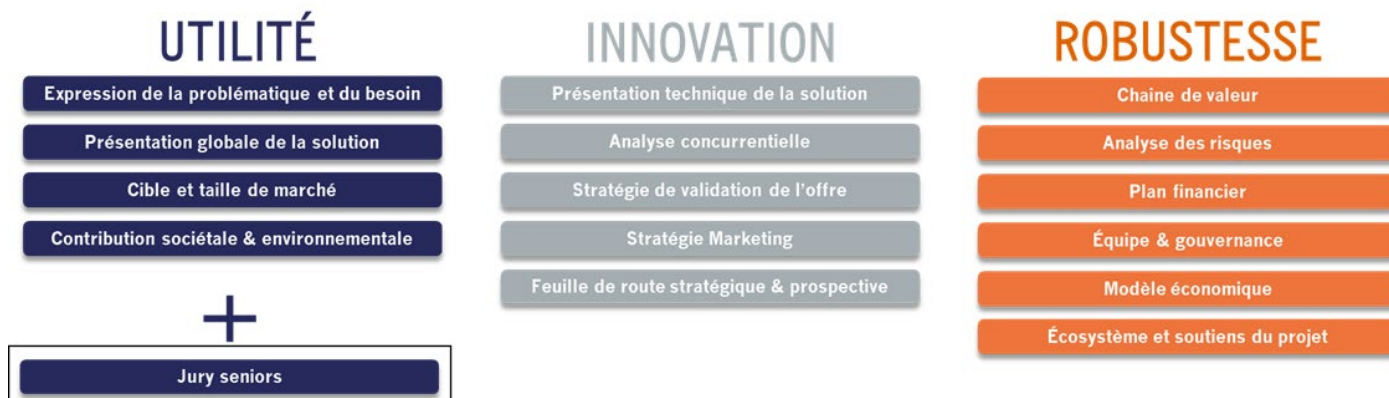 UTILITÉ
Expression de la problématique et du besoin
Présentation globale de la solution
Cible et taille de marché
Contribution sociétale & environnementale
+
Jury seniors
INNOVATION
Présentation technique de la solution
Analyse concurrentielle
Stratégie de validation de l'offre
Stratégie Marketing
Feuille de route stratégique & prospective
ROBUSTESSE
Chaine de valeur
Analyse des risques
Plan financier
Équipe & gouvernance
Modèle économique
Écosystème et soutiens du projet